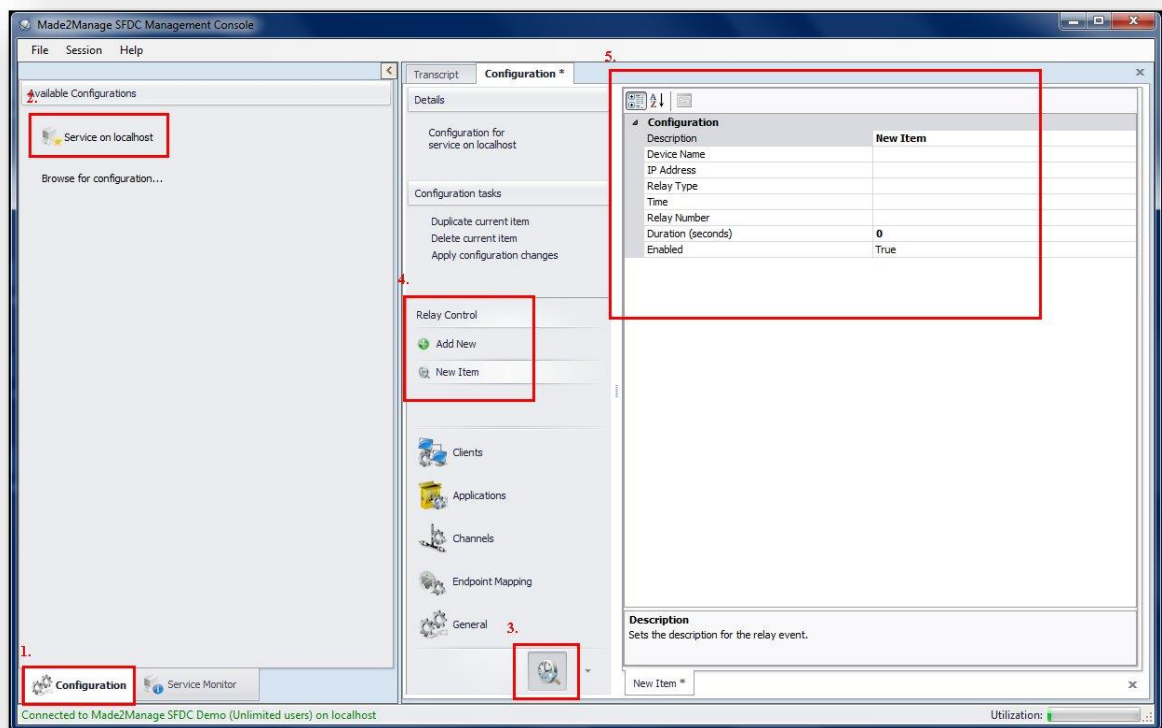 Made2Manage SFDC Management Console
File Session Help
5.
Transcript Configuration *
Available Configurations
2.
Service on localhost
Browse for configuration...
Details
Configuration for
service on localhost
Configuration tasks
Duplicate current item
Delete current item
Apply configuration changes
4.
Relay Control
Add New
New Item
Clients
Applications
Channels
Endpoint Mapping
General
3.
Configuration
Description New Item
Device Name
IP Address
Relay Type
Time
Relay Number
Duration (seconds) 0
Enabled True
Description
Sets the description for the relay event.
New Item *
1.
Configuration Service Monitor
Connected to Made2Manage SFDC Demo (Unlimited users) on localhost
Utilization: